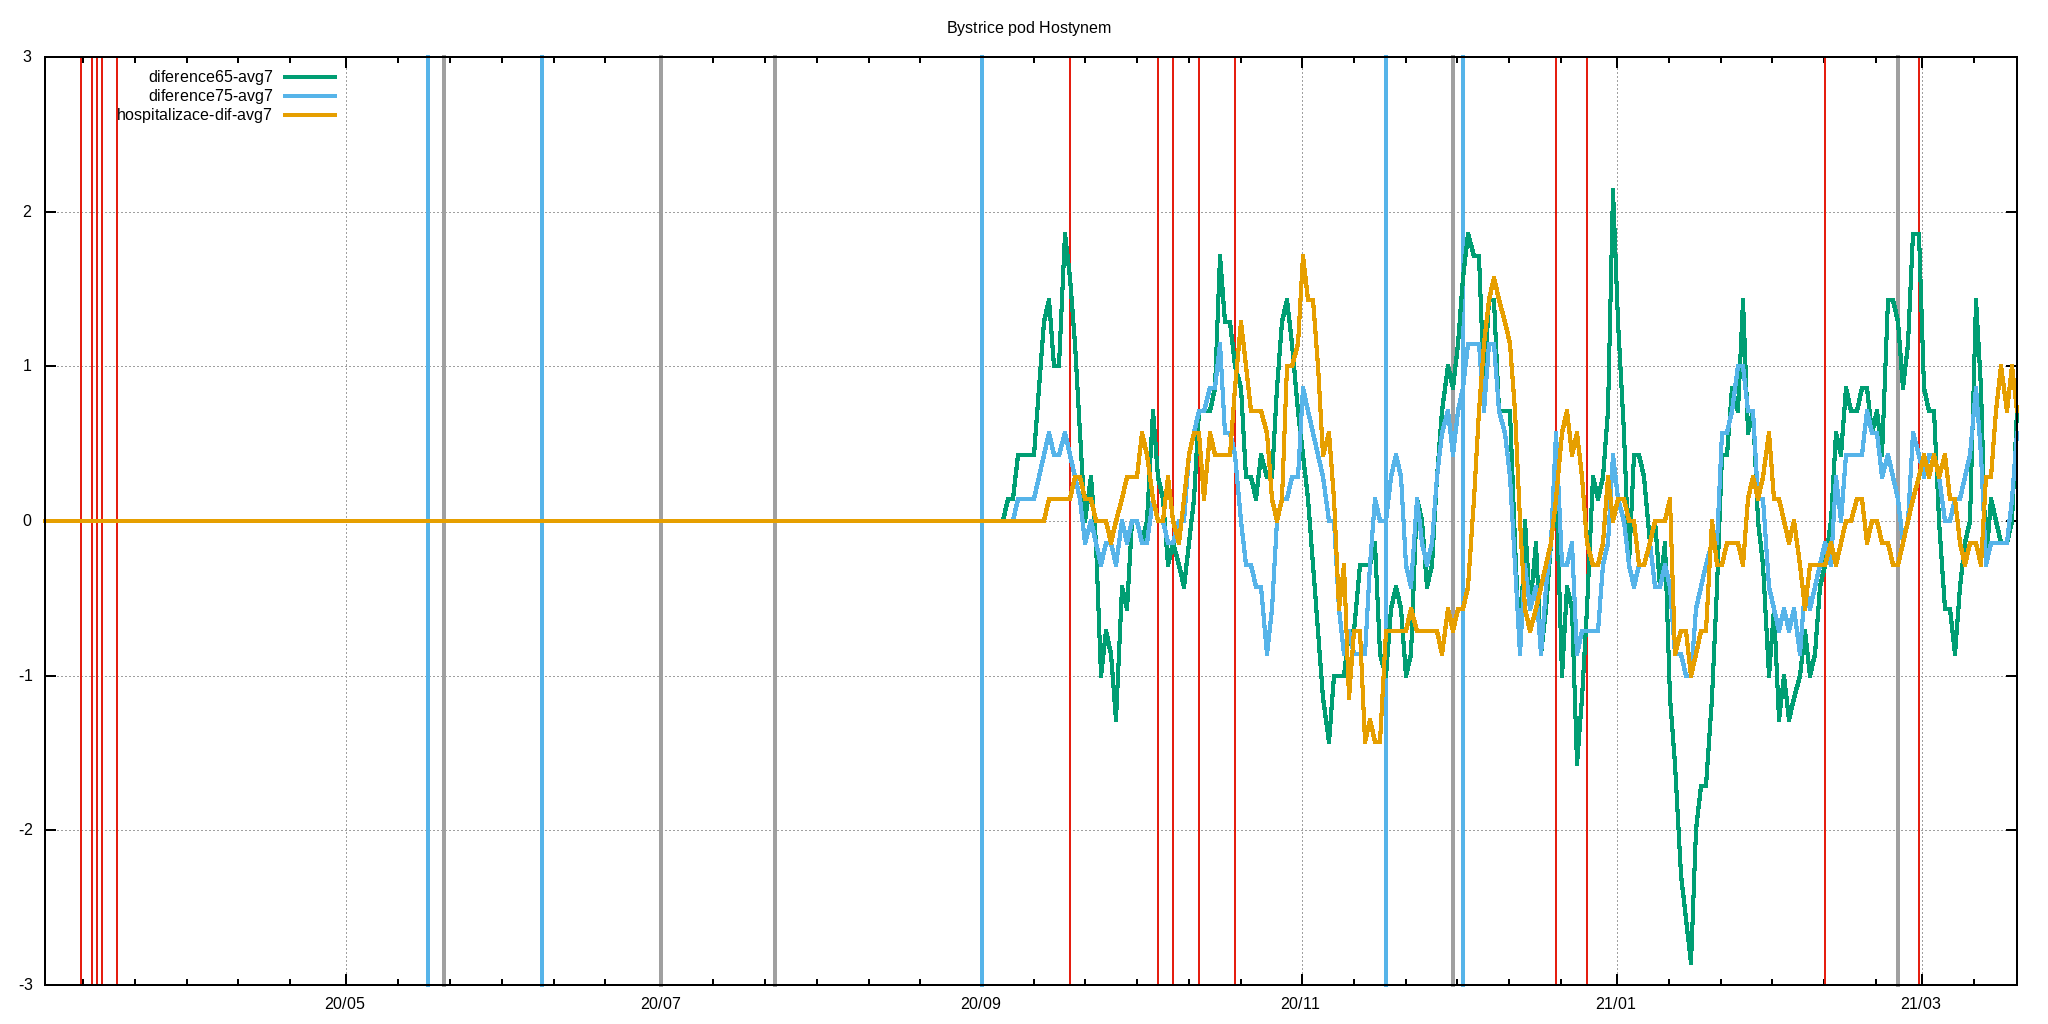 Bystrice pod Hostynem
3
2
1
0
-1
-2
-3
diference65-avg7
diference75-avg7
hospitalizace-dif-avg7
20/05 20/07 20/09 20/11 21/01 21/03